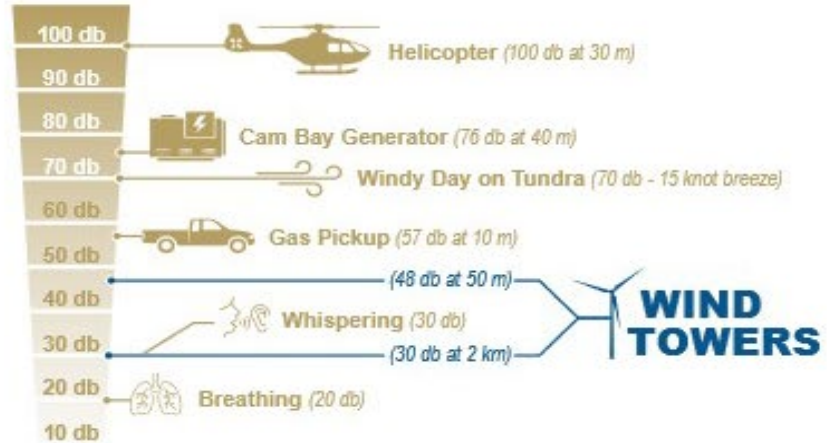 100 db
Helicopter (100 db at 30 m)
90 db
80 db
Cam Bay Generator (76 db at 40 m)
70 db
Windy Day on Tundra (70 db - 15 knot breeze)
60 db
Gas Pickup (57 db at 10 m)
50 db
(48 db at 50 m)
40 db
WIND
TOWERS
Whispering (30 db)
30 db
(30 db at 2 km)
20 db
Breathing (20 db)
10 db